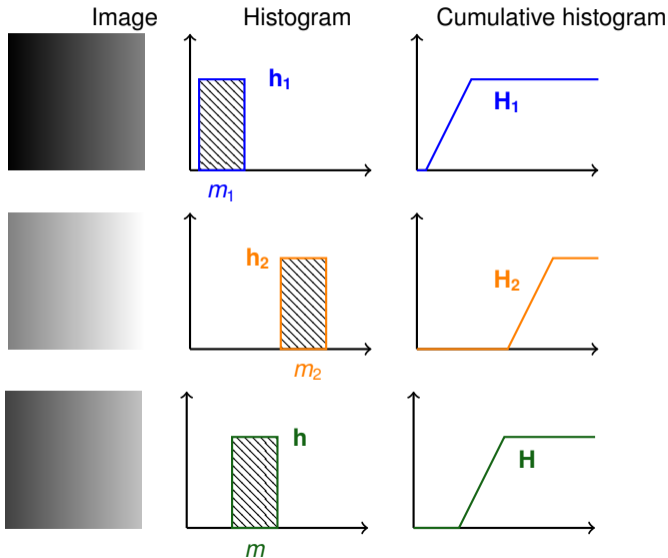 Image Histogram Cumulative histogram
h₁ H₁
m₁
h₂ H₂
m₂
h H
m